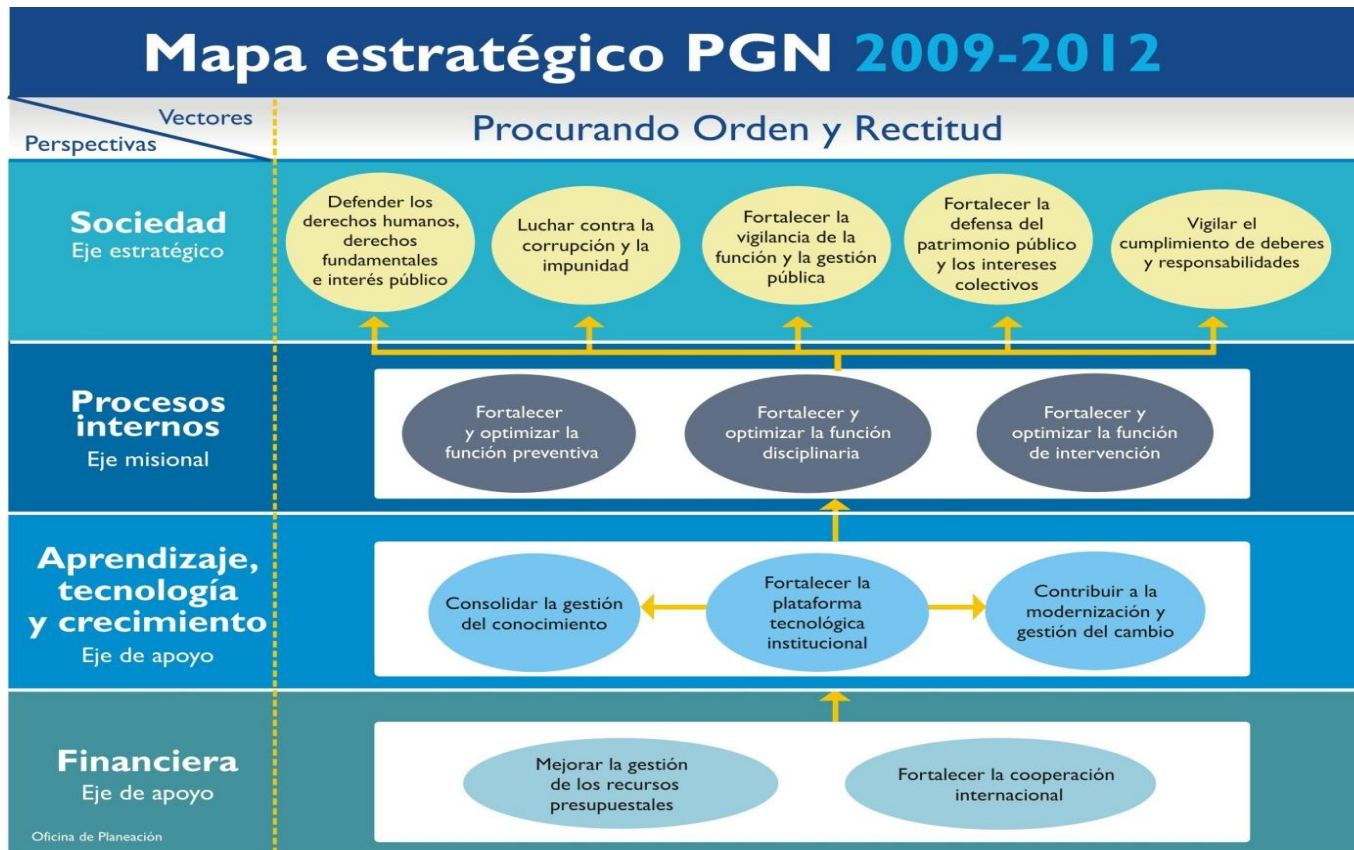 Mapa estratégico PGN 2009-2012
Vectores
Perspectivas
Procurando Orden y Rectitud
Sociedad
Eje estratégico
Defender los
derechos humanos,
derechos
fundamentales
e interés público
Luchar contra la
corrupción y la
impunidad
Fortalecer la
vigilancia de la
función y la gestión
pública
Fortalecer la
defensa del
patrimonio público
y los intereses
colectivos
Vigilar el
cumplimiento de deberes
y responsabilidades
Procesos
internos
Eje misional
Fortalecer
y optimizar la
función preventiva
Fortalecer y
optimizar la función
disciplinaria
Fortalecer y
optimizar la función
de intervención
Aprendizaje,
tecnología
y crecimiento
Eje de apoyo
Consolidar la gestión
del conocimiento
Fortalecer la
plataforma
tecnológica
institucional
Contribuir a la
modernización y
gestión del cambio
Financiera
Eje de apoyo
Mejorar la gestión
de los recursos
presupuestales
Fortalecer la cooperación
internacional
Oficina de Planeación